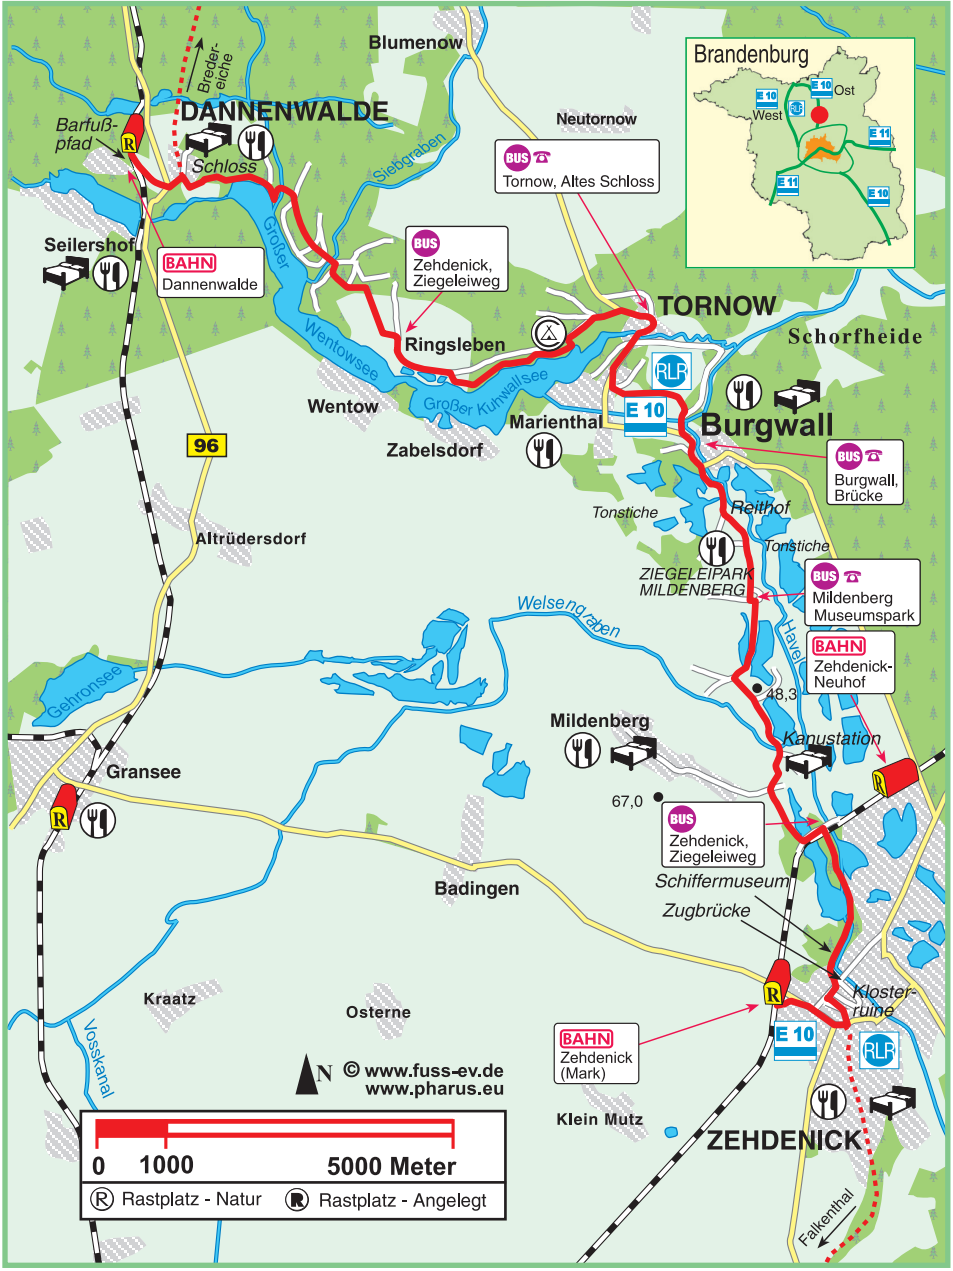 Blumenow
Breder-
eiche
DANNENWALDE
Barfuß-
pfad
R
Schloss
Siebgraben
Neutornow
BUS
Tornow, Altes Schloss
Brandenburg
E 10
West
RLR
E 10
Ost
E 11
E 11
E 10
Seilershof
BAHN
Dannenwalde
Großer
Wentowsee
BUS
Zehdenick,
Ziegeleiweg
Ringsleben
TORNOW
Schorfheide
RLR
E 10
Wentow
Großer Kuhwallsee
Marienthal
Zabelsdorf
Burgwall
96
BUS
Burgwall,
Brücke
Tonstiche
Reithof
Altrüdersdorf
Tonstiche
ZIEGELEIPARK
MILDENBERG
BUS
Mildenberg
Museumspark
Welsengraben
Havel
BAHN
Zehdenick-
Neuhof
Gehronsee
48,3
Mildenberg
Kanustation
Gransee
R
R
67,0
BUS
Zehdenick,
Ziegeleiweg
Badingen
Schiffermuseum
Zugbrücke
Kraatz
Osterne
R
Kloster-
ruine
E 10
RLR
BAHN
Zehdenick
(Mark)
Vosskanal
N
© www.fuss-ev.de
www.pharus.eu
Klein Mutz
ZEHDENICK
Falkenthal
0 1000 5000 Meter
R Rastplatz - Natur R Rastplatz - Angelegt